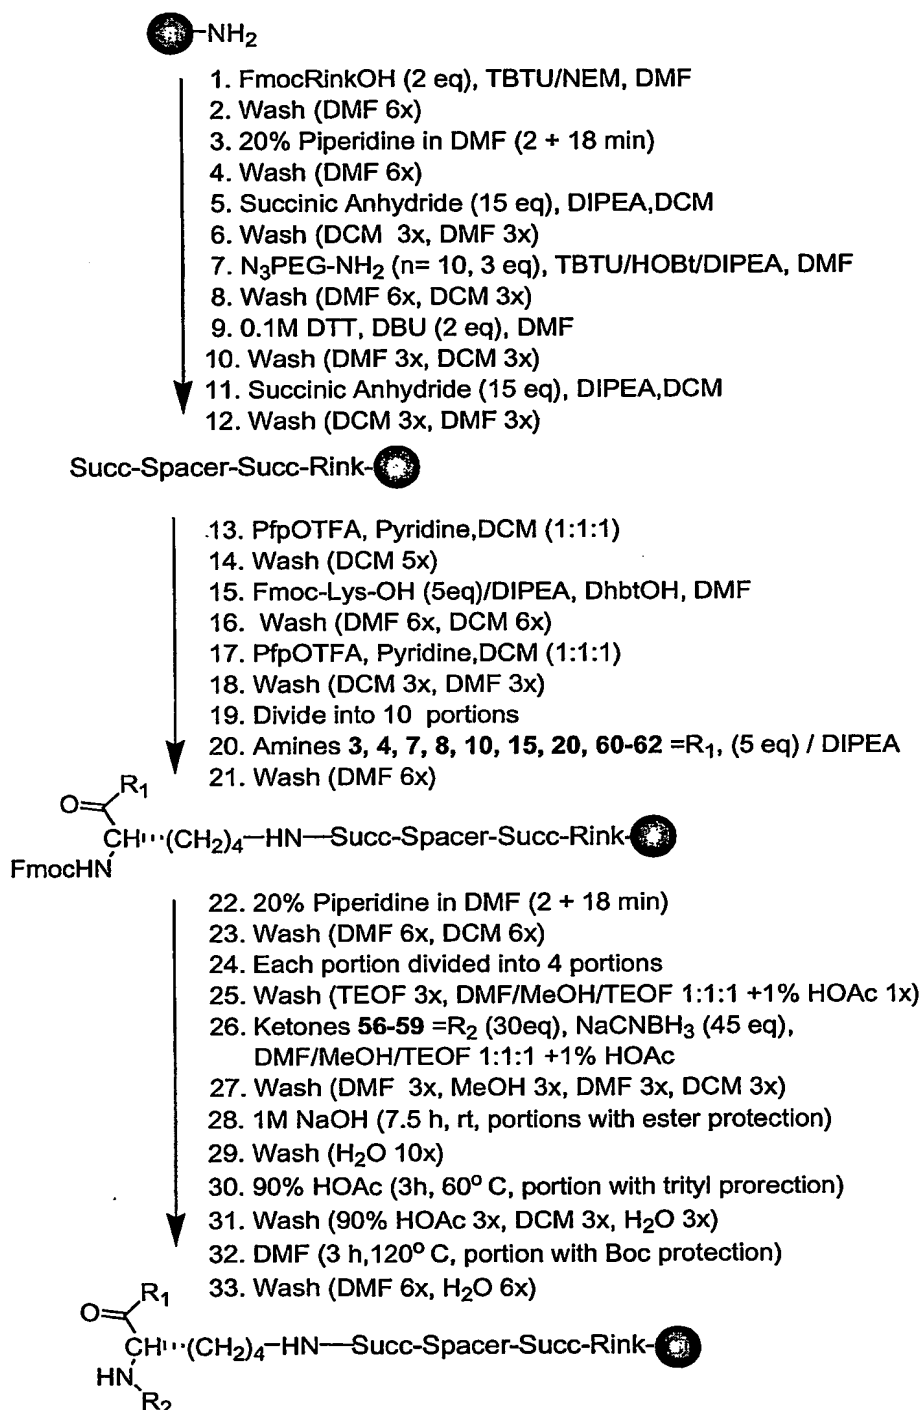 NH2
1. FmocRinkOH (2 eq), TBTU/NEM, DMF
2. Wash (DMF 6x)
3. 20% Piperidine in DMF (2 + 18 min)
4. Wash (DMF 6x)
5. Succinic Anhydride (15 eq), DIPEA,DCM
6. Wash (DCM 3x, DMF 3x)
7. N3PEG-NH2 (n= 10, 3 eq), TBTU/HOBt/DIPEA, DMF
8. Wash (DMF 6x, DCM 3x)
9. 0.1M DTT, DBU (2 eq), DMF
10. Wash (DMF 3x, DCM 3x)
11. Succinic Anhydride (15 eq), DIPEA,DCM
12. Wash (DCM 3x, DMF 3x)
Succ-Spacer-Succ-Rink-
13. PfpOTFA, Pyridine,DCM (1:1:1)
14. Wash (DCM 5x)
15. Fmoc-Lys-OH (5eq)/DIPEA, DhbtOH, DMF
16. Wash (DMF 6x, DCM 6x)
17. PfpOTFA, Pyridine,DCM (1:1:1)
18. Wash (DCM 3x, DMF 3x)
19. Divide into 10 portions
20. Amines 3, 4, 7, 8, 10, 15, 20, 60-62 =R1, (5 eq) / DIPEA
21. Wash (DMF 6x)
O R1
CH (CH2)4-HN-Succ-Spacer-Succ-Rink-
FmocHN
22. 20% Piperidine in DMF (2 + 18 min)
23. Wash (DMF 6x, DCM 6x)
24. Each portion divided into 4 portions
25. Wash (TEOF 3x, DMF/MeOH/TEOF 1:1:1 +1% HOAc 1x)
26. Ketones 56-59 =R2 (30eq), NaCNBH3 (45 eq),
DMF/MeOH/TEOF 1:1:1 +1% HOAc
27. Wash (DMF 3x, MeOH 3x, DMF 3x, DCM 3x)
28. 1M NaOH (7.5 h, rt, portions with ester protection)
29. Wash (H2O 10x)
30. 90% HOAc (3h, 60° C, portion with trityl prorection)
31. Wash (90% HOAc 3x, DCM 3x, H2O 3x)
32. DMF (3 h,120° C, portion with Boc protection)
33. Wash (DMF 6x, H2O 6x)
O R1
CH (CH2)4-HN-Succ-Spacer-Succ-Rink-
HN
R2